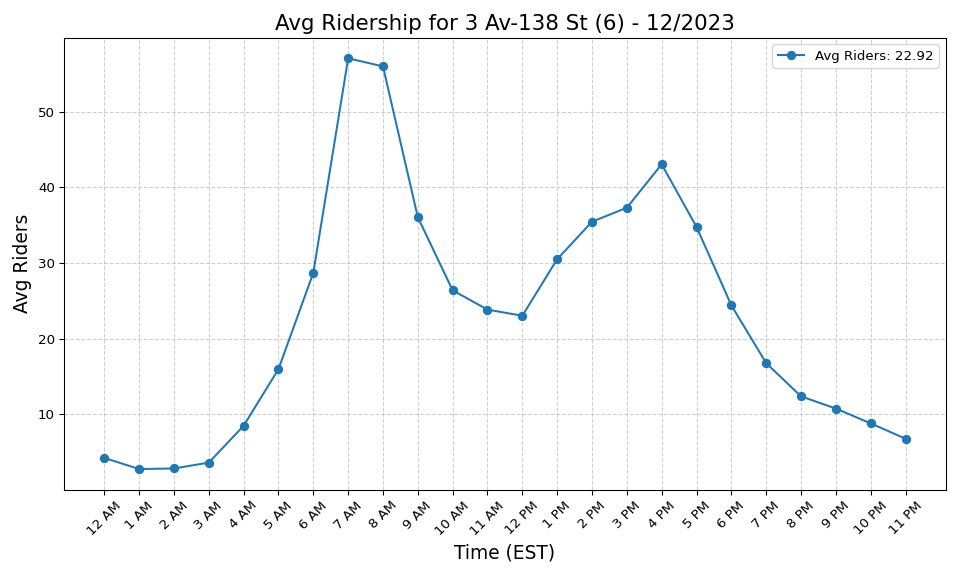 Avg Ridership for 3 Av-138 St (6) - 12/2023
Avg Riders: 22.92
Avg Riders
50
40
30
20
10
12 AM
1 AM
2 AM
3 AM
4 AM
5 AM
6 AM
7 AM
8 AM
9 AM
10 AM
11 AM
12 PM
1 PM
2 PM
3 PM
4 PM
5 PM
6 PM
7 PM
8 PM
9 PM
10 PM
11 PM
Time (EST)